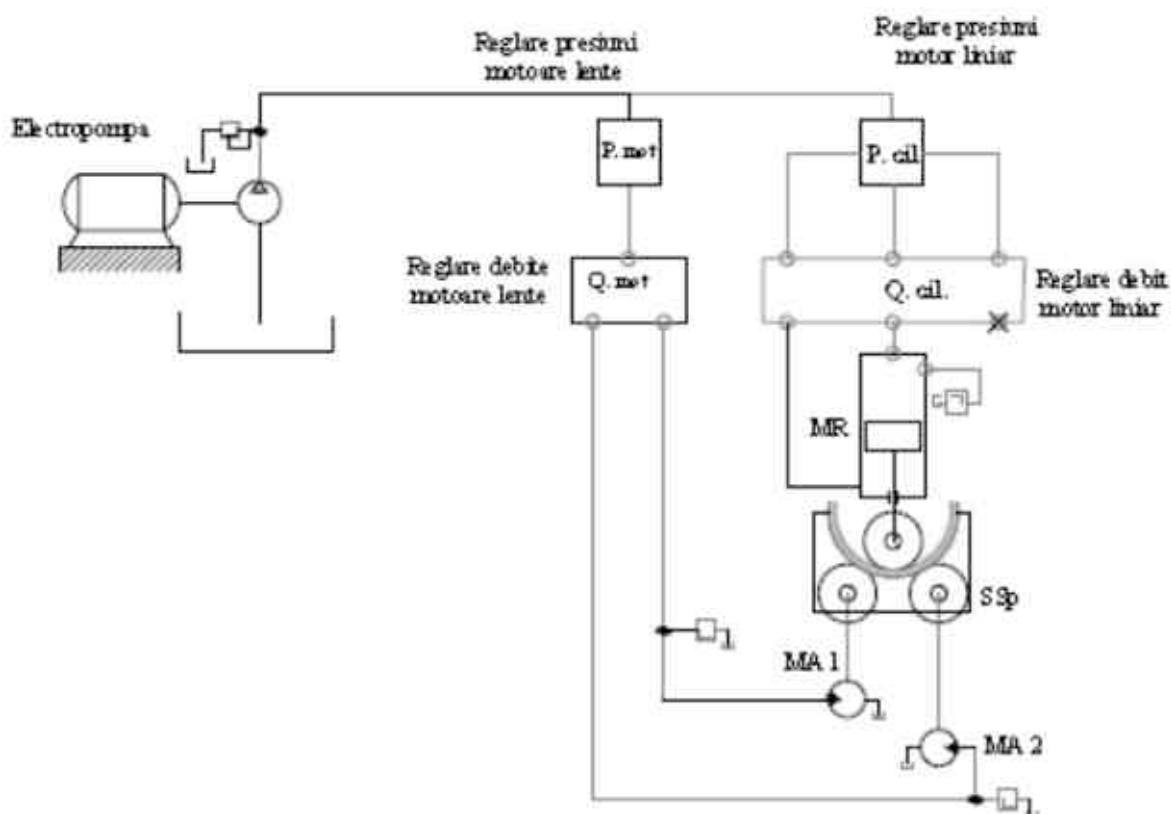 Reglare presiuni
motoare lente
Reglare presiuni
motor liniar
Electropompa
P. mot
P. cil.
Reglare debite
motoare lente
Q. mot
Q. cil.
Reglare debit
motor liniar
MR
SSp
MA 1
MA 2